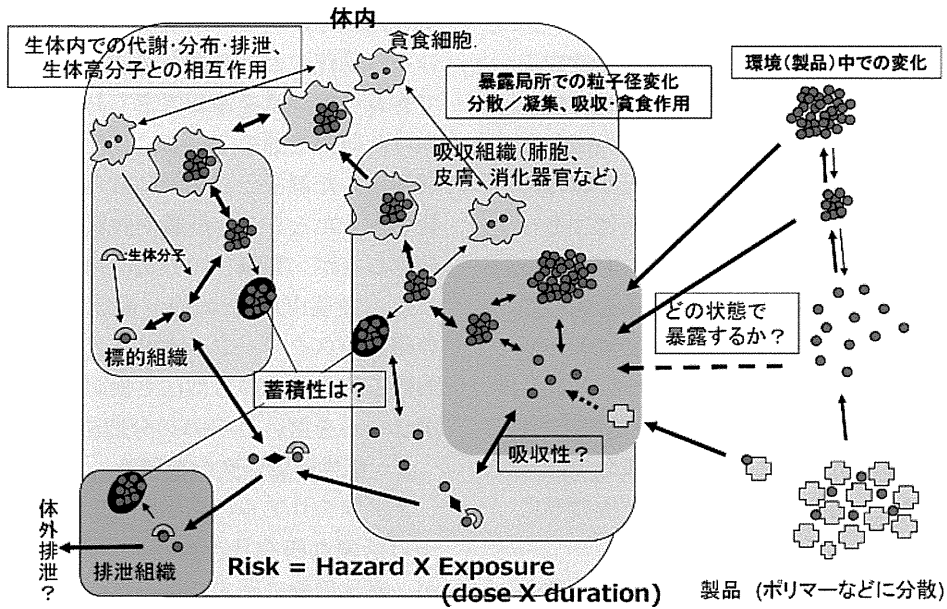 体内
生体内での代謝・分布・排泄、
生体高分子との相互作用
貪食細胞.
暴露局所での粒子径変化
分散／凝集、吸収・貪食作用
環境（製品）中での変化
吸収組織（肺胞、
皮膚、消化器官など）
生体分子
標的組織
どの状態で
暴露するか？
蓄積性は？
吸収性？
体外排泄？
排泄組織
Risk = Hazard X Exposure
(dose X duration)
製品 (ポリマーなどに分散)